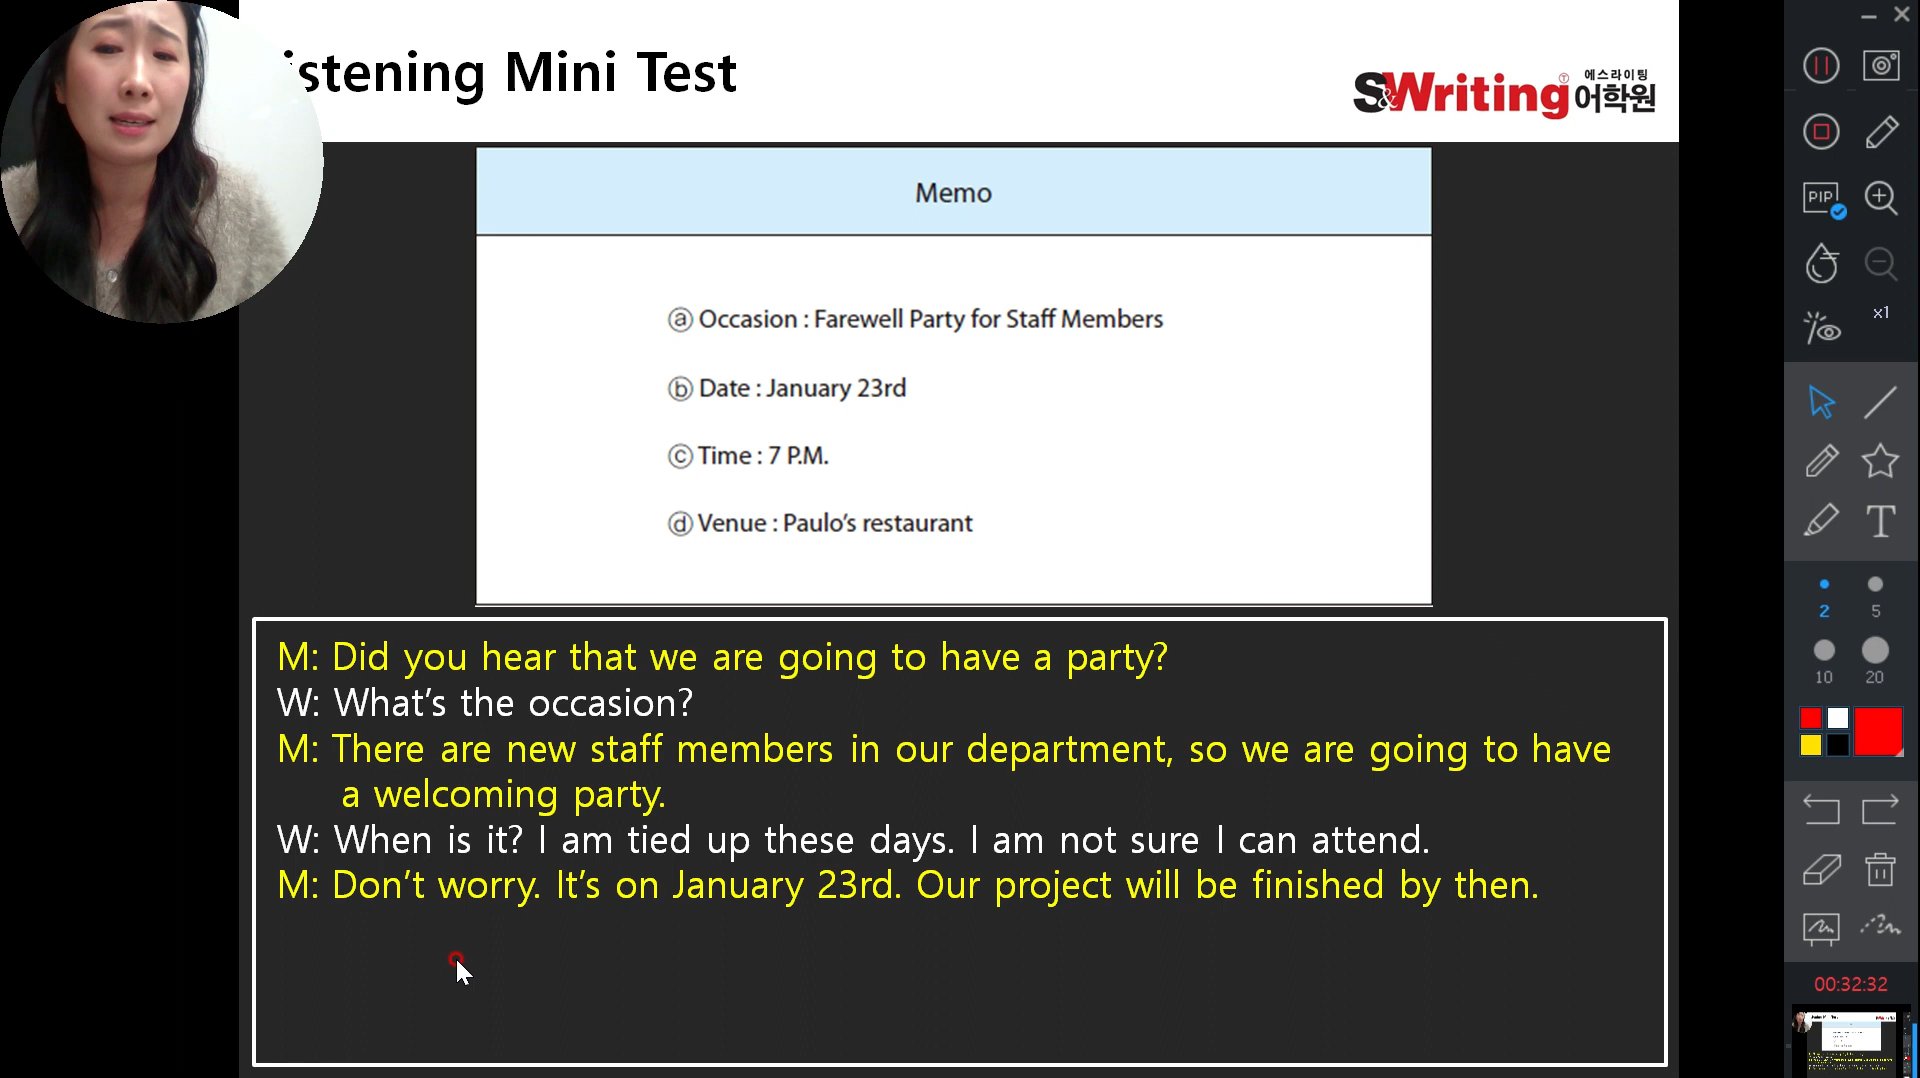 istening Mini Test
S&Writing 에스라이팅 어학원
Memo
ⓐ Occasion : Farewell Party for Staff Members
ⓑ Date : January 23rd
ⓒ Time : 7 P.M.
ⓓ Venue : Paulo's restaurant
M: Did you hear that we are going to have a party?
W: What's the occasion?
M: There are new staff members in our department, so we are going to have
a welcoming party.
W: When is it? I am tied up these days. I am not sure I can attend.
M: Don't worry. It's on January 23rd. Our project will be finished by then.
PIP
x1
T
2 5
10 20
00:32:32